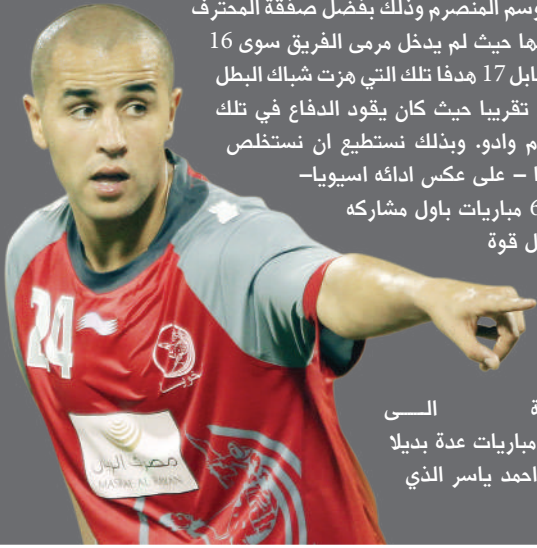 وسم المنصرم وذلك بفضل صفقة المحترف
ها حيث لم يدخل مرمى الفريق سوى 16
ابل 17 هدفا تلك التي هزت شباك البطل
تقريبا حيث كان يقود الدفاع في تلك
م وادو. وبذلك نستطيع ان نستخلص
ا – على عكس ادائه اسيويا–
6 مباريات باول مشاركه
ل قوة
ة الـــى
مباريات عدة بديلا
احمد ياسر الذي
24
خويا
مصرف الريان
MASRAF AL RAYAN